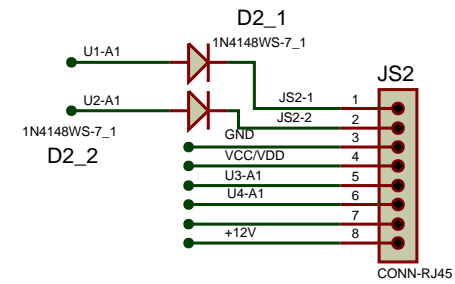 D2_1
1N4148WS-7_1
U1-A1
JS2
U2-A1
JS2-1
1
1N4148WS-7_1
JS2-2
2
D2_2
GND
3
VCC/VDD
4
U3-A1
5
U4-A1
6
7
+12V
8
CONN-RJ45